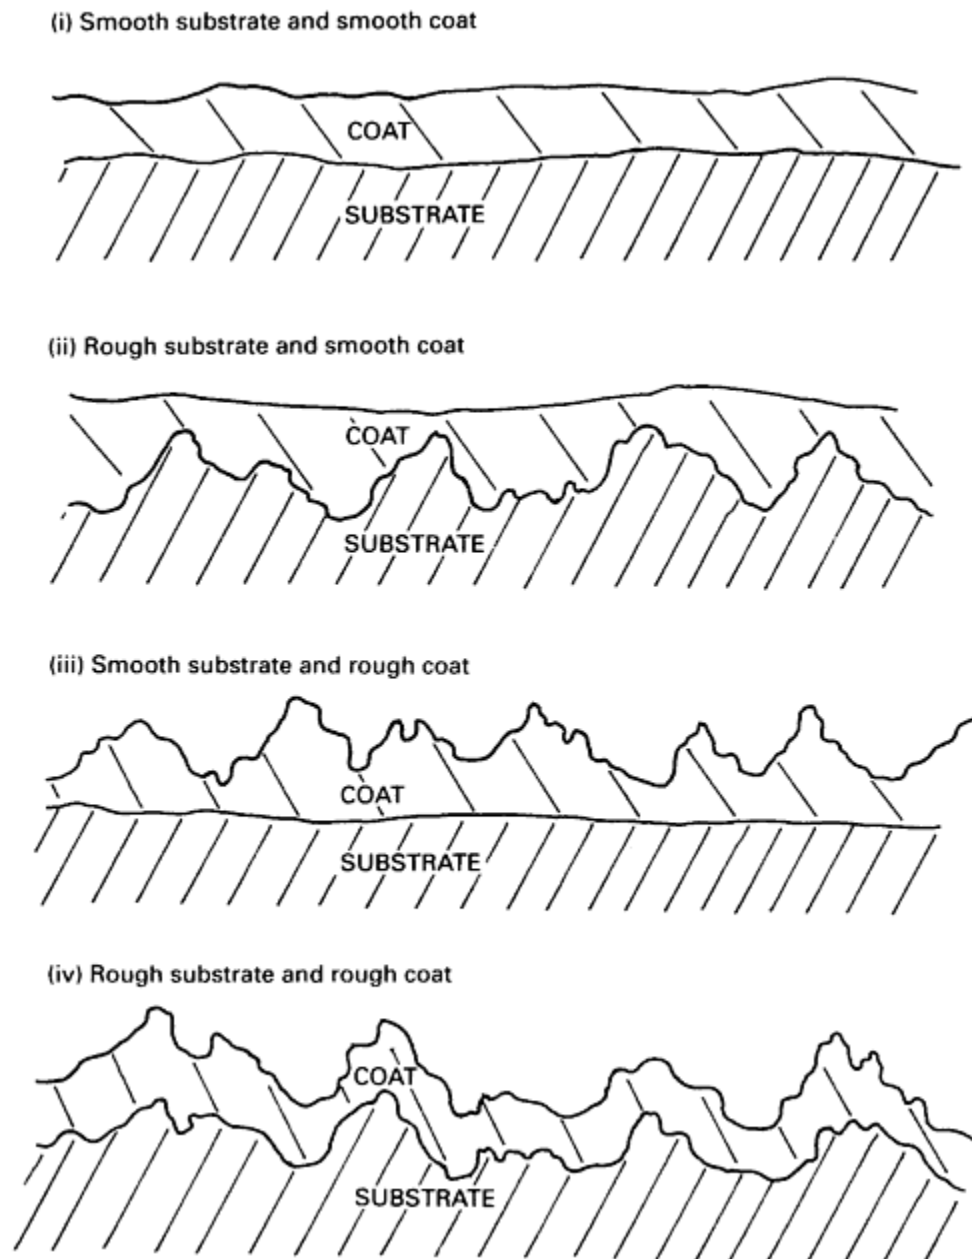 (i) Smooth substrate and smooth coat
COAT
SUBSTRATE
(ii) Rough substrate and smooth coat
COAT
SUBSTRATE
(iii) Smooth substrate and rough coat
COAT
SUBSTRATE
(iv) Rough substrate and rough coat
COAT
SUBSTRATE